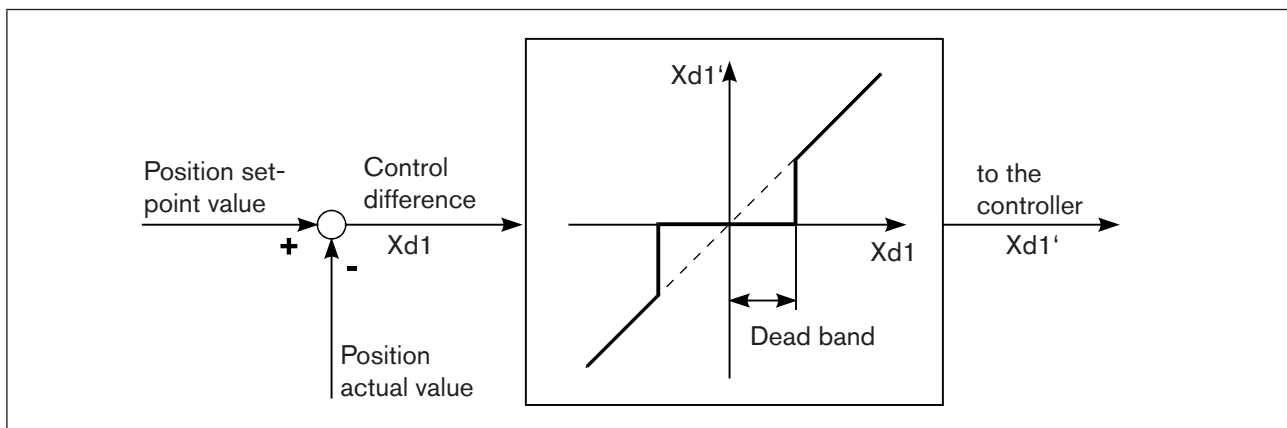 Position set-
point value
+
-
Position
actual value
Control
difference
Xd1
Xd1‘
Xd1
Dead band
to the
controller
Xd1‘